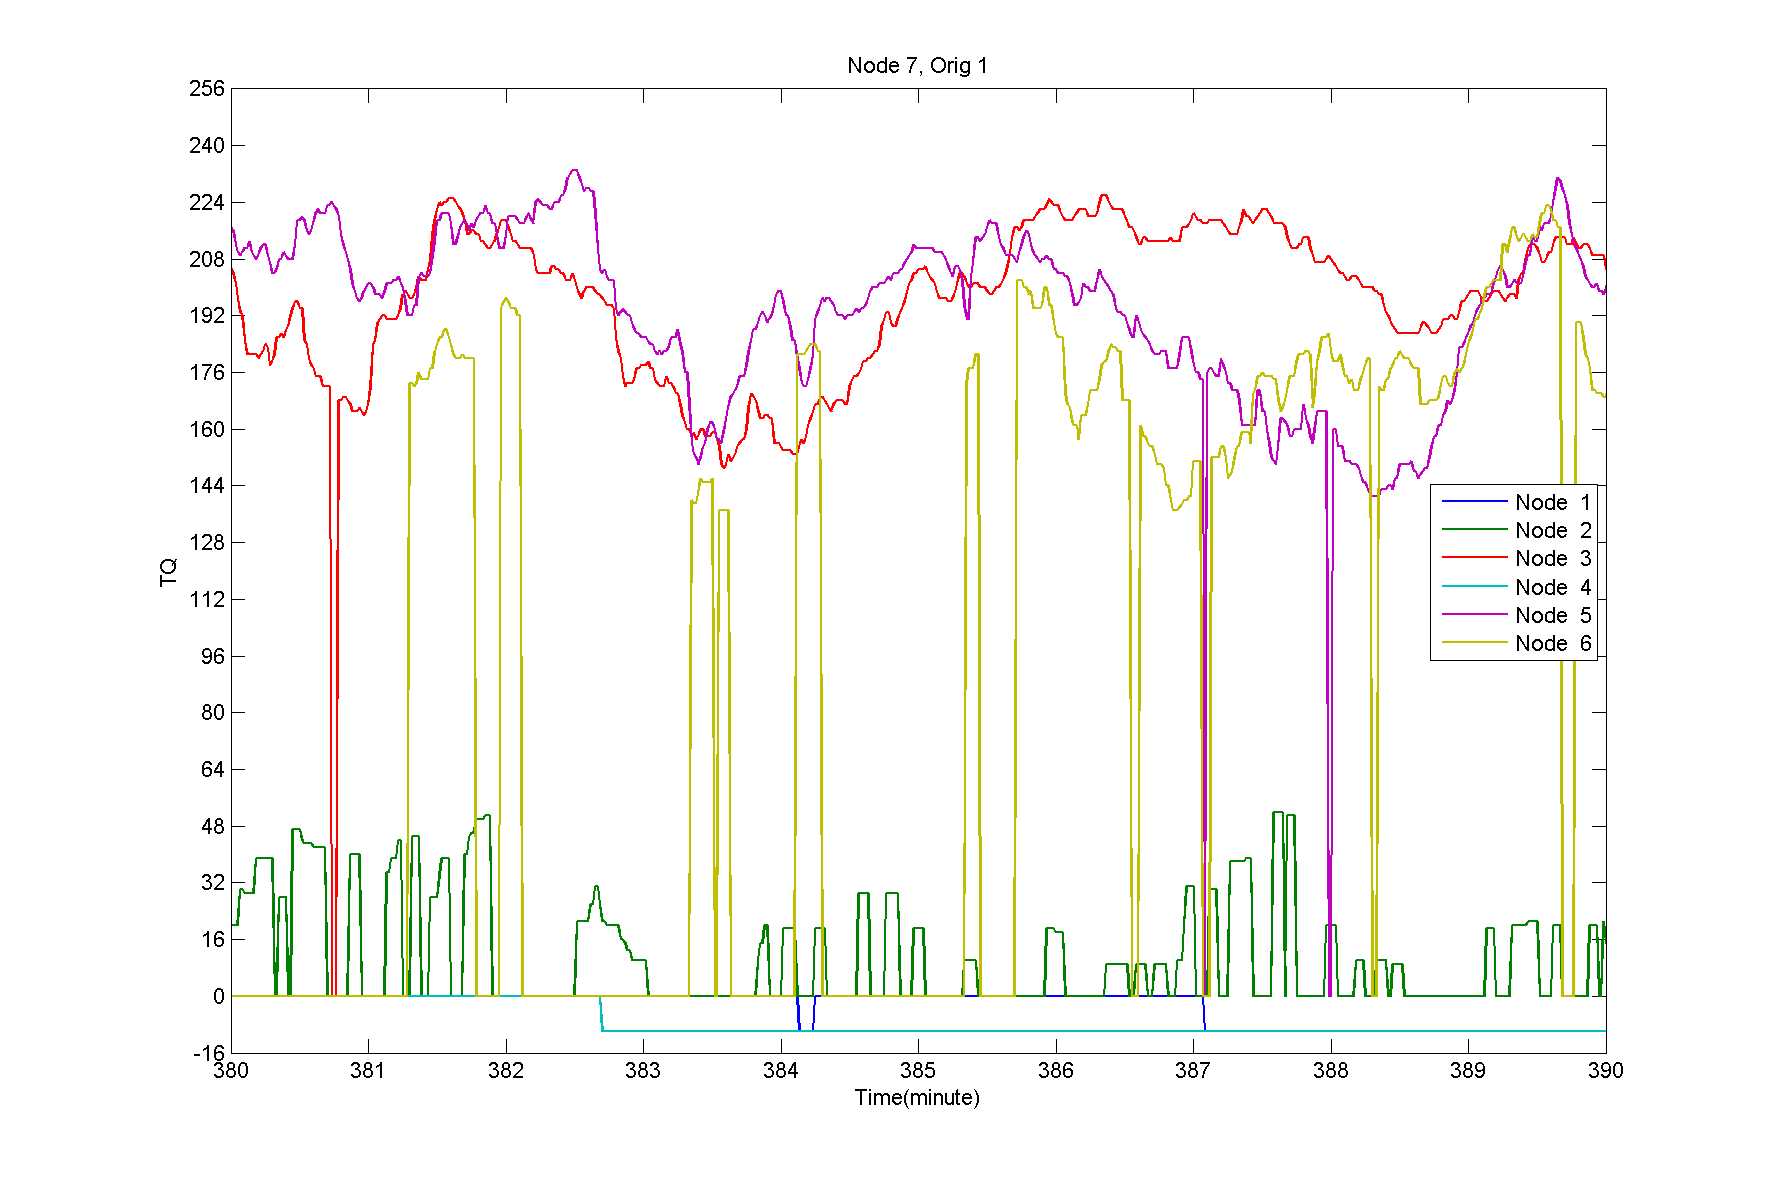 Node 7, Orig 1
256
240
224
208
192
176
160
144
128
112
96
80
64
48
32
16
0
-16
TQ
Node 1
Node 2
Node 3
Node 4
Node 5
Node 6
380 381 382 383 384 385 386 387 388 389 390
Time(minute)